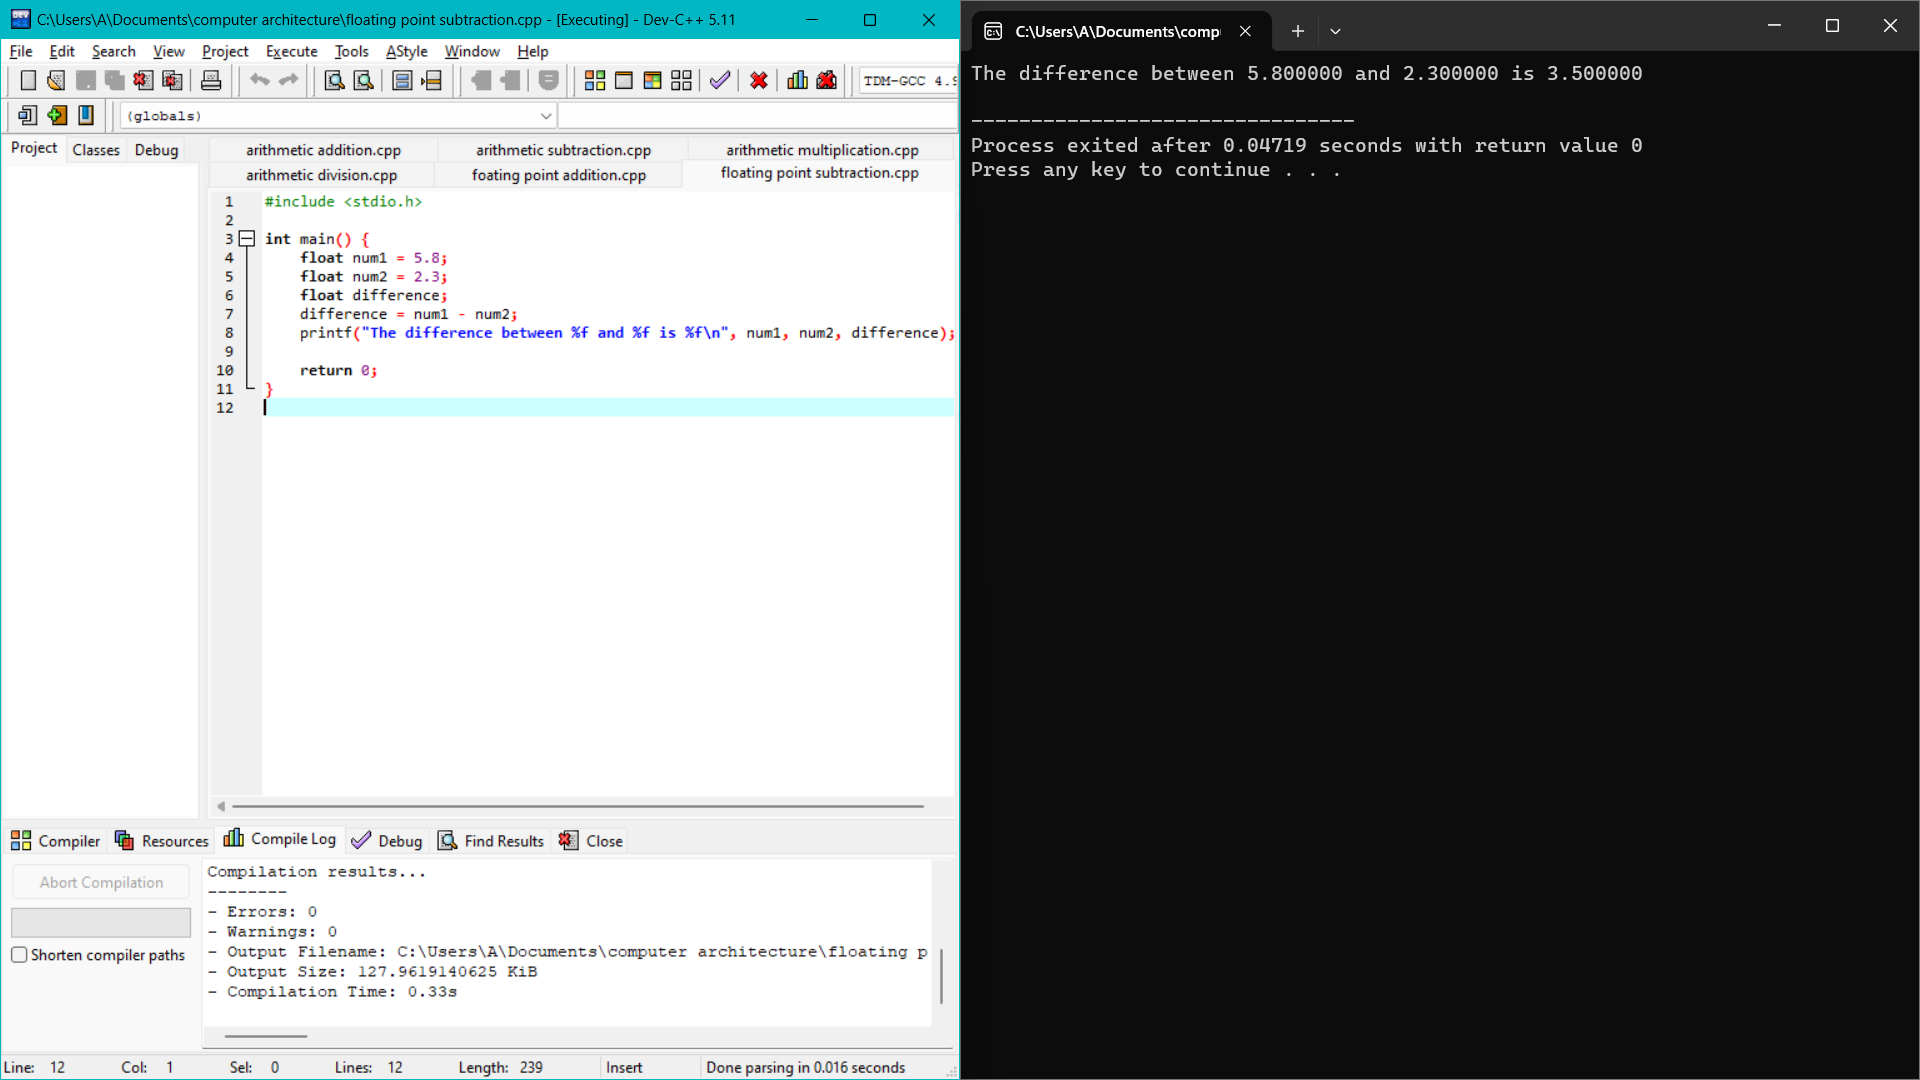 C:\Users\A\Documents\computer architecture\floating point subtraction.cpp - [Executing] - Dev-C++ 5.11
File Edit Search View Project Execute Tools AStyle Window Help
TDM-GCC 4.9
(globals)
Project Classes Debug
arithmetic addition.cpp arithmetic subtraction.cpp arithmetic multiplication.cpp
arithmetic division.cpp foating point addition.cpp floating point subtraction.cpp
1 #include <stdio.h>
2
3 int main() {
4 float num1 = 5.8;
5 float num2 = 2.3;
6 float difference;
7 difference = num1 - num2;
8 printf("The difference between %f and %f is %f\n", num1, num2, difference);
9
10 return 0;
11 }
12
Compiler Resources Compile Log Debug Find Results Close
Abort Compilation
Shorten compiler paths
Compilation results...
--------
- Errors: 0
- Warnings: 0
- Output Filename: C:\Users\A\Documents\computer architecture\floating p
- Output Size: 127.9619140625 KiB
- Compilation Time: 0.33s
Line: 12 Col: 1 Sel: 0 Lines: 12 Length: 239 Insert Done parsing in 0.016 seconds
C:\Users\A\Documents\comp
The difference between 5.800000 and 2.300000 is 3.500000
--------------------------------
Process exited after 0.04719 seconds with return value 0
Press any key to continue . . .